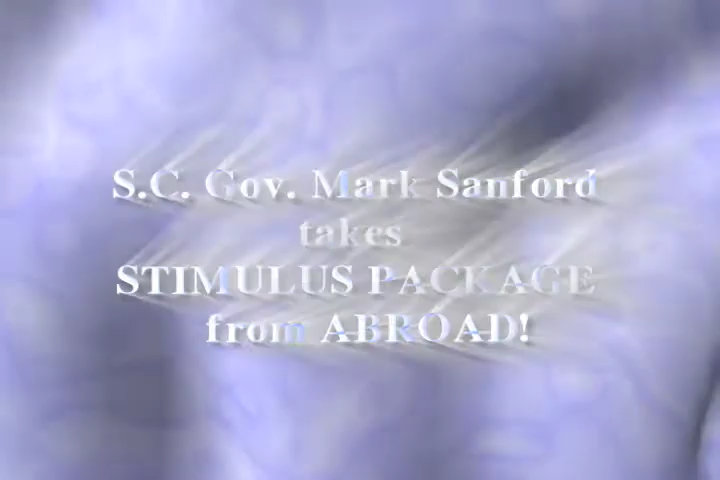 S.C. Gov. Mark Sanford
takes
STIMULUS PACKAGE
from ABROAD!